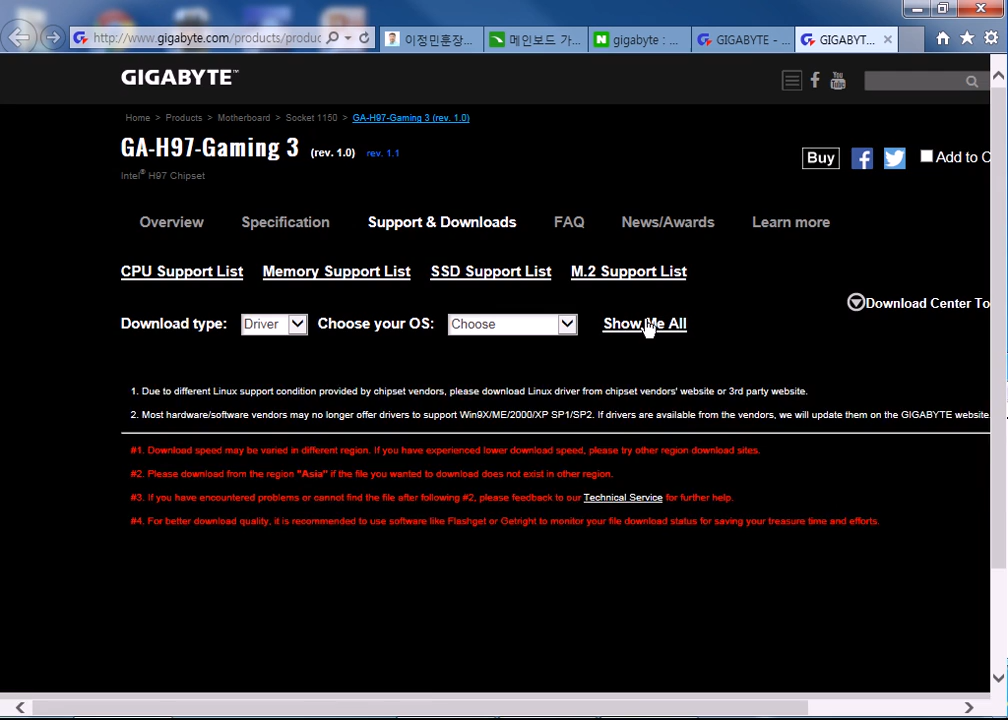 http://www.gigabyte.com/products/produc
이정민훈장...
메인보드 가...
gigabyte : ...
GIGABYTE - ...
GIGABYT...
GIGABYTE™
f
You Tube
Home > Products > Motherboard > Socket 1150 > GA-H97-Gaming 3 (rev. 1.0)
GA-H97-Gaming 3 (rev. 1.0) rev. 1.1
Intel® H97 Chipset
Buy
Add to C
Overview Specification Support & Downloads FAQ News/Awards Learn more
CPU Support List Memory Support List SSD Support List M.2 Support List
Download Center To
Download type: Driver Choose your OS: Choose Show Me All
1. Due to different Linux support condition provided by chipset vendors, please download Linux driver from chipset vendors' website or 3rd party website.
2. Most hardware/software vendors may no longer offer drivers to support Win9X/ME/2000/XP SP1/SP2. If drivers are available from the vendors, we will update them on the GIGABYTE website.
#1. Download speed may be varied in different region. If you have experienced lower download speed, please try other region download sites.
#2. Please download from the region "Asia" if the file you wanted to download does not exist in other region.
#3. If you have encountered problems or cannot find the file after following #2, please feedback to our Technical Service for further help.
#4. For better download quality, it is recommended to use software like Flashget or Getright to monitor your file download status for saving your treasure time and efforts.